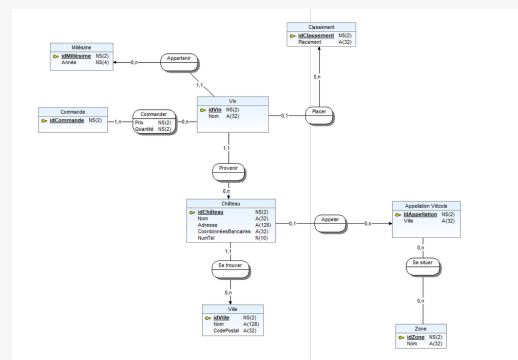 Classement
idClassement NS(2)
Placement A(32)
Millésime
idMillésime NS(2)
Année NS(4)
0,n
Appartenir
0,n
1,1
Commande
idCommande NS(2)
1,n
Commander
Prix NS(2)
Quantité NS(2)
0,n
Vin
idVin NS(2)
Nom A(32)
0,1
Placer
1,1
Provenir
0,n
Château
idChâteau NS(2)
Nom A(32)
Adresse A(128)
CoordonnéesBancaires A(32)
NumTel N(10)
0,1
Appeler
0,n
Appellation Viticole
idAppellation NS(2)
Ville A(32)
1,1
0,n
Se trouver
Se situer
0,n
0,n
Ville
idVille NS(2)
Nom A(128)
CodePostal A(32)
Zone
idZone NS(2)
Nom A(32)